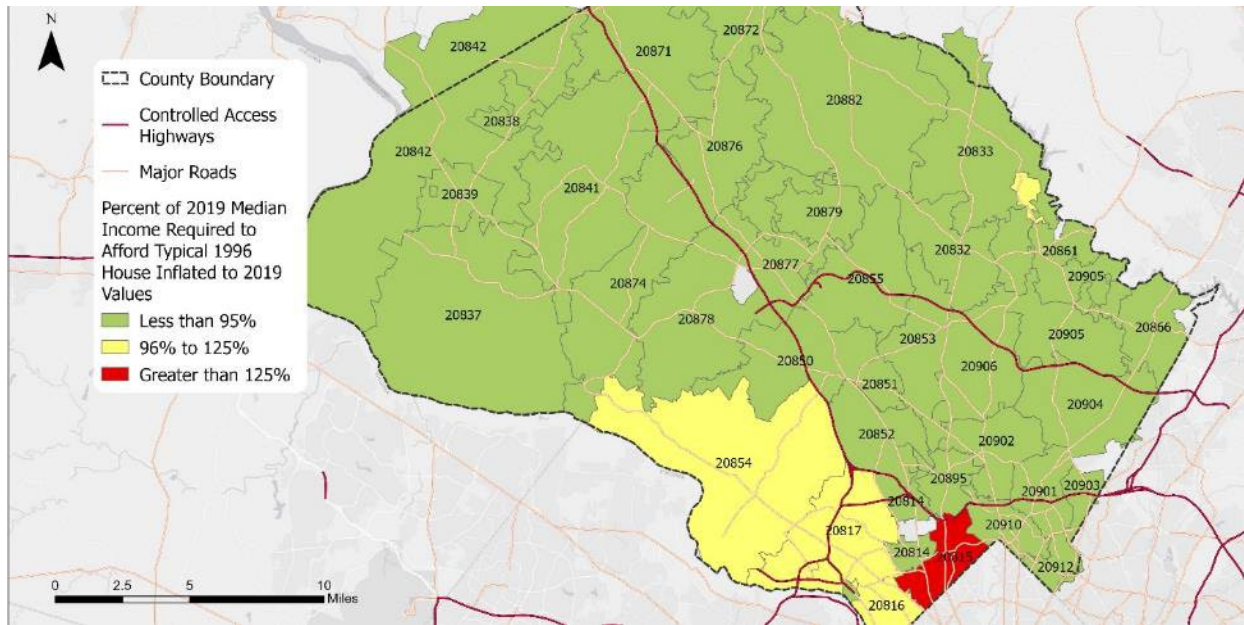 N
County Boundary
Controlled Access
Highways
Major Roads
Percent of 2019 Median
Income Required to
Afford Typical 1996
House Inflated to 2019
Values
Less than 95%
96% to 125%
Greater than 125%
20842
20871
20872
20882
20838
20842
20876
20833
20839
20841
20879
20832
20861
20877
20855
20905
20874
20837
20878
20853
20905
20866
20850
20851
20906
20904
20852
20902
20854
20895
20901
20903
20814
20817
20910
20814
20815
20912
20816
0 2.5 5 10
Miles